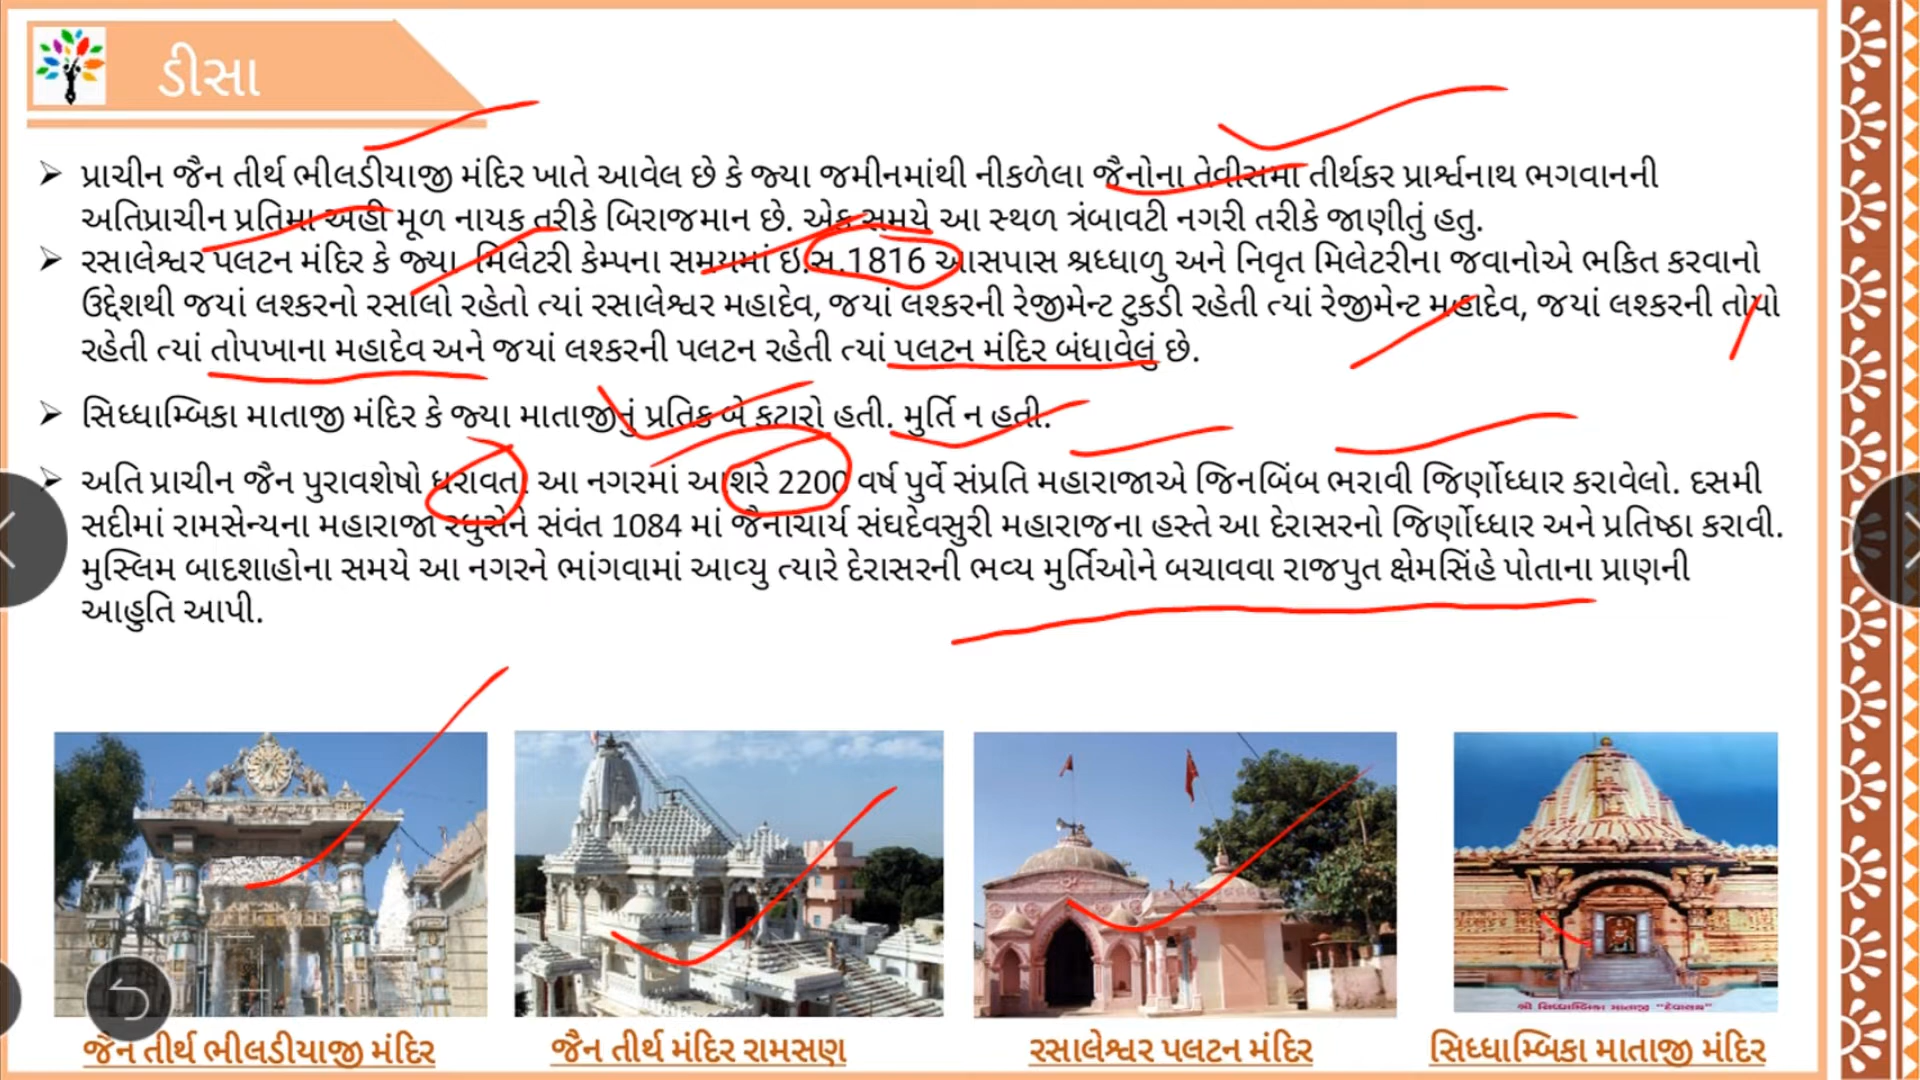 ડીસા
પ્રાચીન જૈન તીર્થ ભીલડીયાજી મંદિર ખાતે આવેલ છે કે જ્યા જમીનમાંથી નીકળેલા જૈનોના તેવીસમા તીર્થકર પ્રાર્શ્વનાથ ભગવાનની
અતિપ્રાચીન પ્રતિમા અહી મૂળ નાયક તરીકે બિરાજમાન છે. એક સમયે આ સ્થળ ત્રંબાવટી નગરી તરીકે જાણીતું હતુ.
રસાલેશ્વર પલટન મંદિર કે જ્યા મિલેટરી કેમ્પના સમયમાં ઇ.સ.1816 આસપાસ શ્રધ્ધાળુ અને નિવૃત મિલેટરીના જવાનોએ ભકિત કરવાનો
ઉદ્દેશથી જયાં લશ્કરનો રસાલો રહેતો ત્યાં રસાલેશ્વર મહાદેવ, જયાં લશ્કરની રેજીમેન્ટ ટુકડી રહેતી ત્યાં રેજીમેન્ટ મહાદેવ, જયાં લશ્કરની તોપો
રહેતી ત્યાં તોપખાના મહાદેવ અને જયાં લશ્કરની પલટન રહેતી ત્યાં પલટન મંદિર બંધાવેલું છે.
સિધ્ધામ્બિકા માતાજી મંદિર કે જ્યા માતાજીનું પ્રતિક બે કટારો હતી. મુર્તિ ન હતી.
અતિ પ્રાચીન જૈન પુરાવશેષો ધરાવતા આ નગરમાં આશરે 2200 વર્ષ પુર્વે સંપ્રતિ મહારાજાએ જિનબિંબ ભરાવી જિર્ણોધ્ધાર કરાવેલો. દસમી
સદીમાં રામસેન્યના મહારાજા રઘુસેને સંવંત 1084 માં જૈનાચાર્ય સંઘદેવસુરી મહારાજના હસ્તે આ દેરાસરનો જિર્ણોધ્ધાર અને પ્રતિષ્ઠા કરાવી.
મુસ્લિમ બાદશાહોના સમયે આ નગરને ભાંગવામાં આવ્યુ ત્યારે દેરાસરની ભવ્ય મુર્તિઓને બચાવવા રાજપુત ક્ષેમસિંહે પોતાના પ્રાણની
આહુતિ આપી.
શ્રી સિધ્ધામ્બિકા માતાજી "દેવાલય"
જૈન તીર્થ ભીલડીયાજી મંદિર
જૈન તીર્થ મંદિર રામસણ
રસાલેશ્વર પલટન મંદિર
સિધ્ધામ્બિકા માતાજી મંદિર